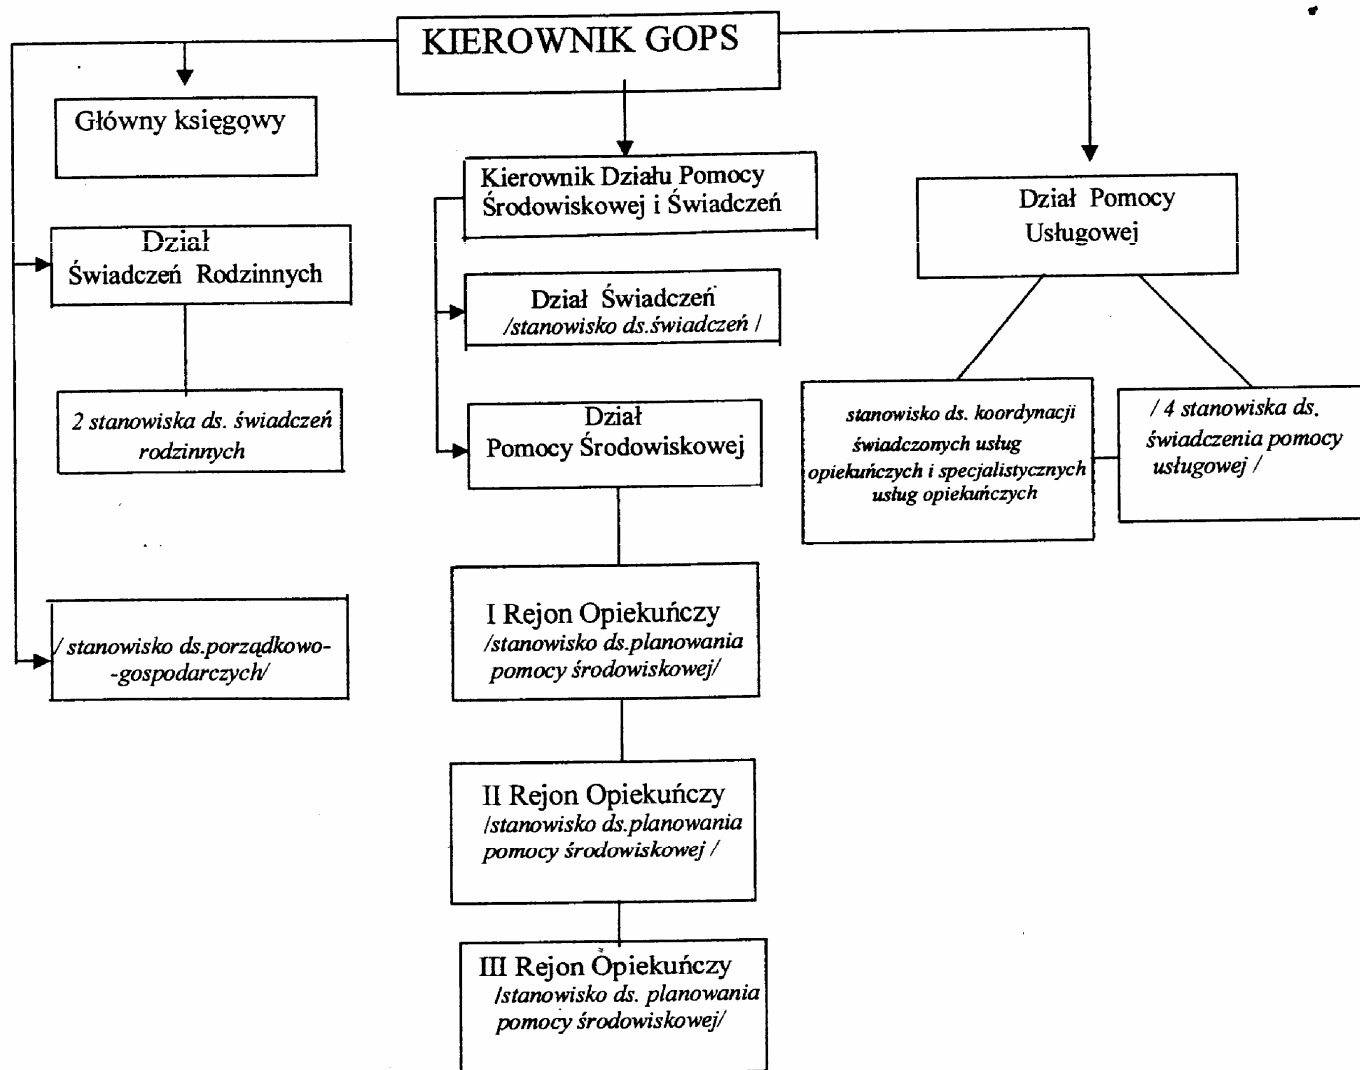 KIEROWNIK GOPS
Główny księgowy
Dział
Świadczeń Rodzinnych
2 stanowiska ds. świadczeń
rodzinnych
/ stanowisko ds.porządkowo-
-gospodarczych/
Kierownik Działu Pomocy
Środowiskowej i Świadczeń
Dział Świadczeń
/stanowisko ds.świadczeń /
Dział
Pomocy Środowiskowej
I Rejon Opiekuńczy
/stanowisko ds.planowania
pomocy środowiskowej/
II Rejon Opiekuńczy
/stanowisko ds.planowania
pomocy środowiskowej /
III Rejon Opiekuńczy
/stanowisko ds. planowania
pomocy środowiskowej/
Dział Pomocy
Usługowej
stanowisko ds. koordynacji
świadczonych usług
opiekuńczych i specjalistycznych
usług opiekuńczych
/ 4 stanowiska ds.
świadczenia pomocy
usługowej /